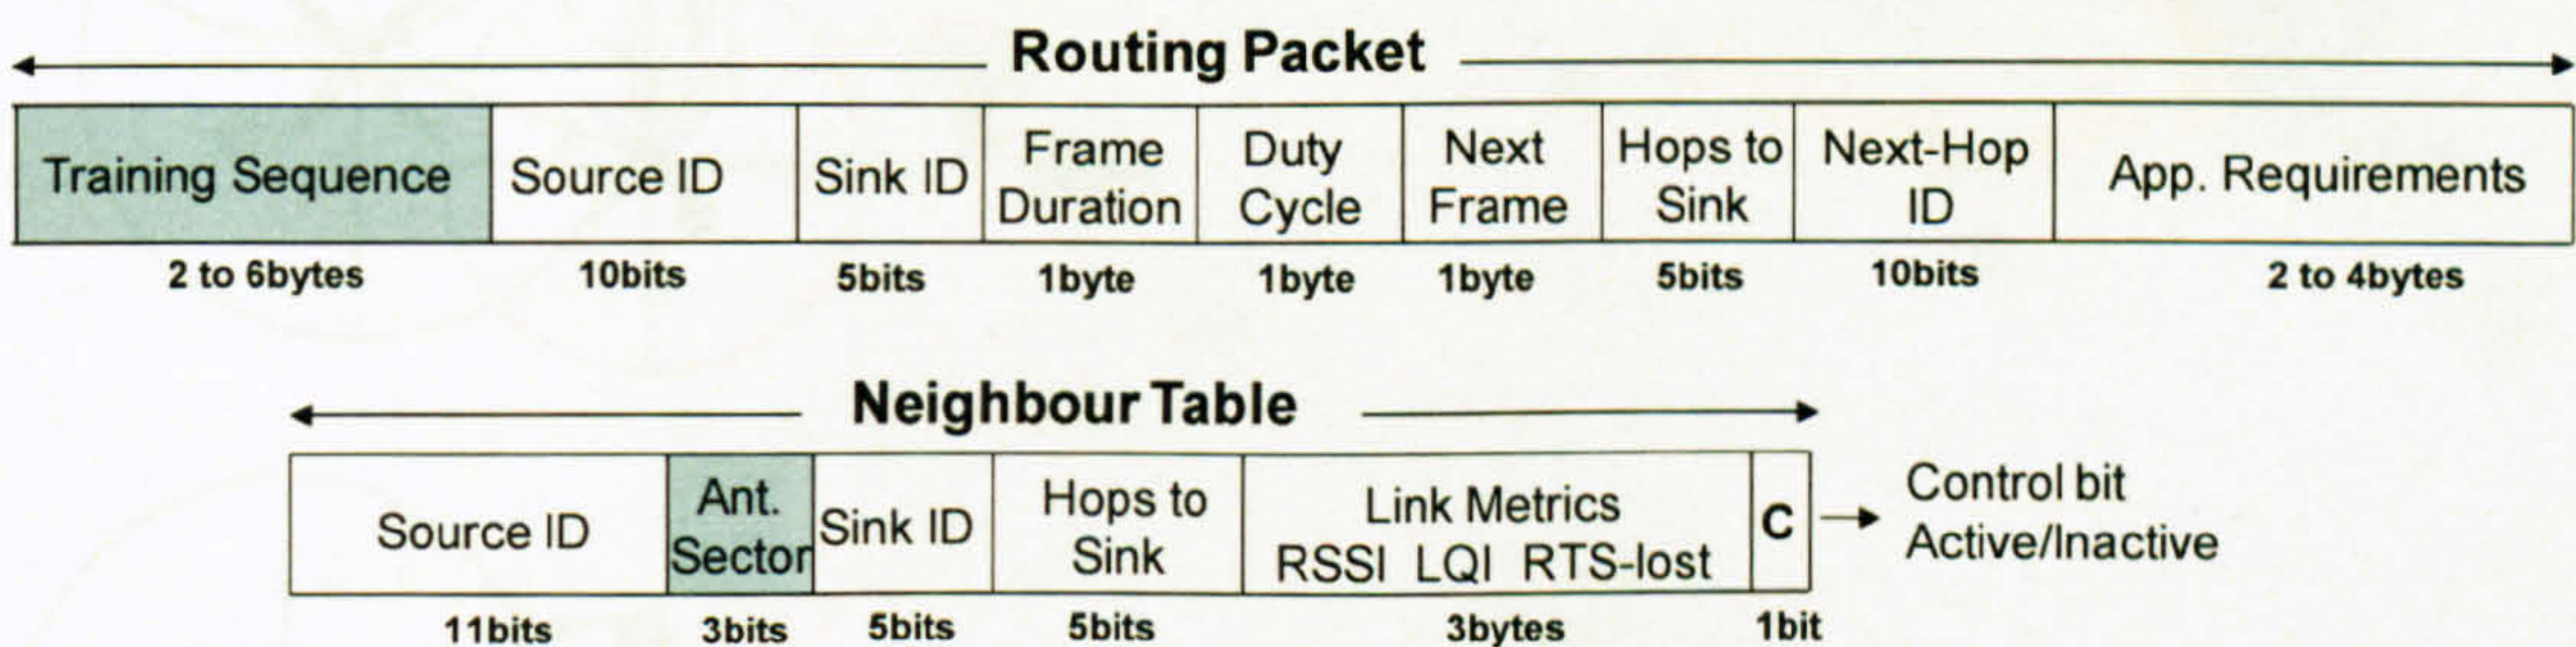 Routing Packet
Training Sequence
Source ID
Sink ID
Frame
Duration
Duty
Cycle
Next
Frame
Hops to
Sink
Next-Hop
ID
App. Requirements
2 to 6bytes
10bits
5bits
1byte
1byte
1byte
5bits
10bits
2 to 4bytes
Neighbour Table
Source ID
Ant.
Sector
Sink ID
Hops to
Sink
Link Metrics
RSSI LQI RTS-lost
C
Control bit
Active/Inactive
11bits
3bits
5bits
5bits
3bytes
1bit